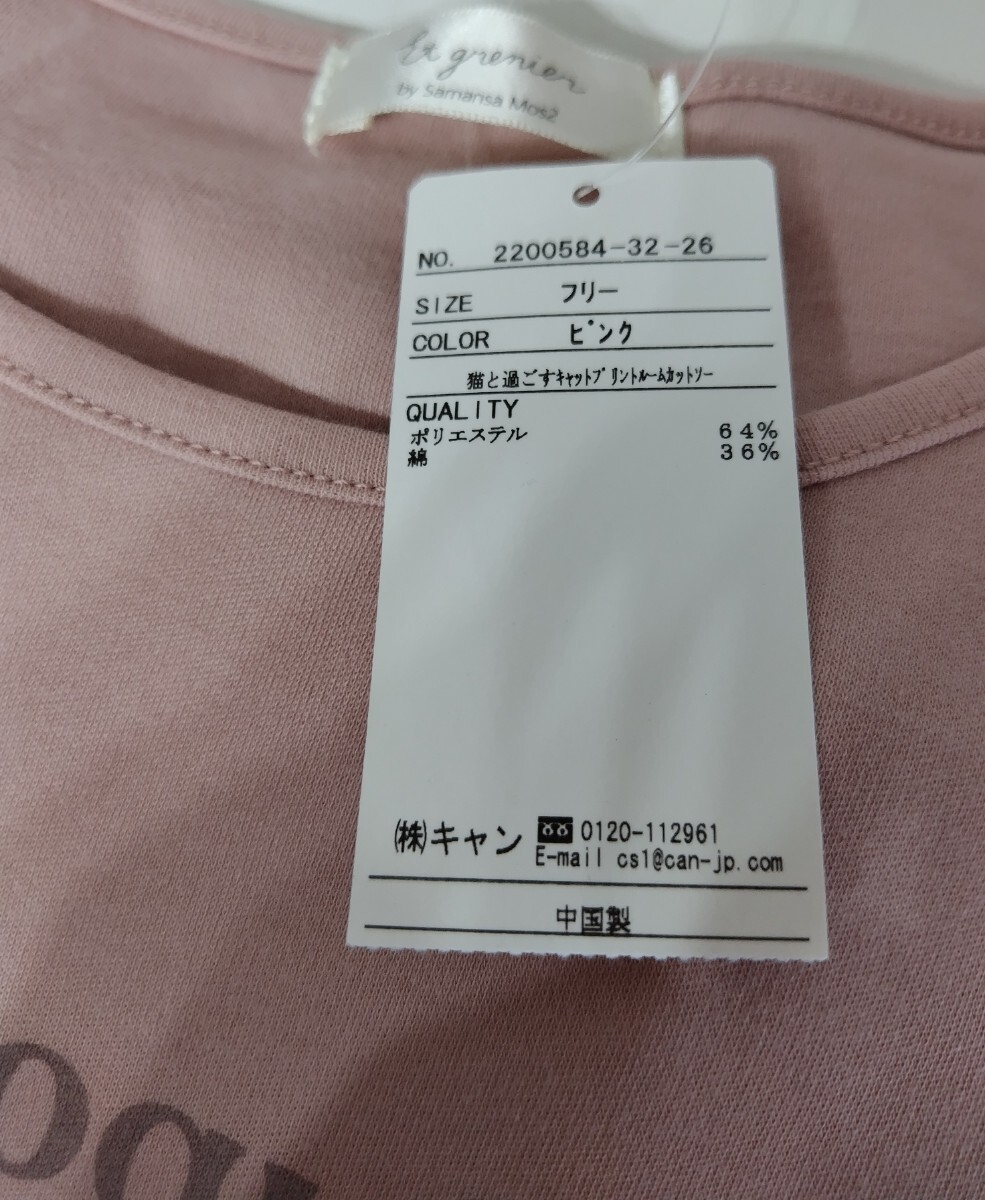 Et grenier
by Samansa Mos2
NO. 2200584-32-26
SIZE フリー
COLOR ピンク
猫と過ごすｷｬｯﾄﾌﾟﾘﾝﾄﾙｰﾑｶｯﾄｿｰ
QUALITY
ポリエステル 64%
綿 36%
(株)キャン 0120-112961
E-mail cs1@can-jp.com
中国製